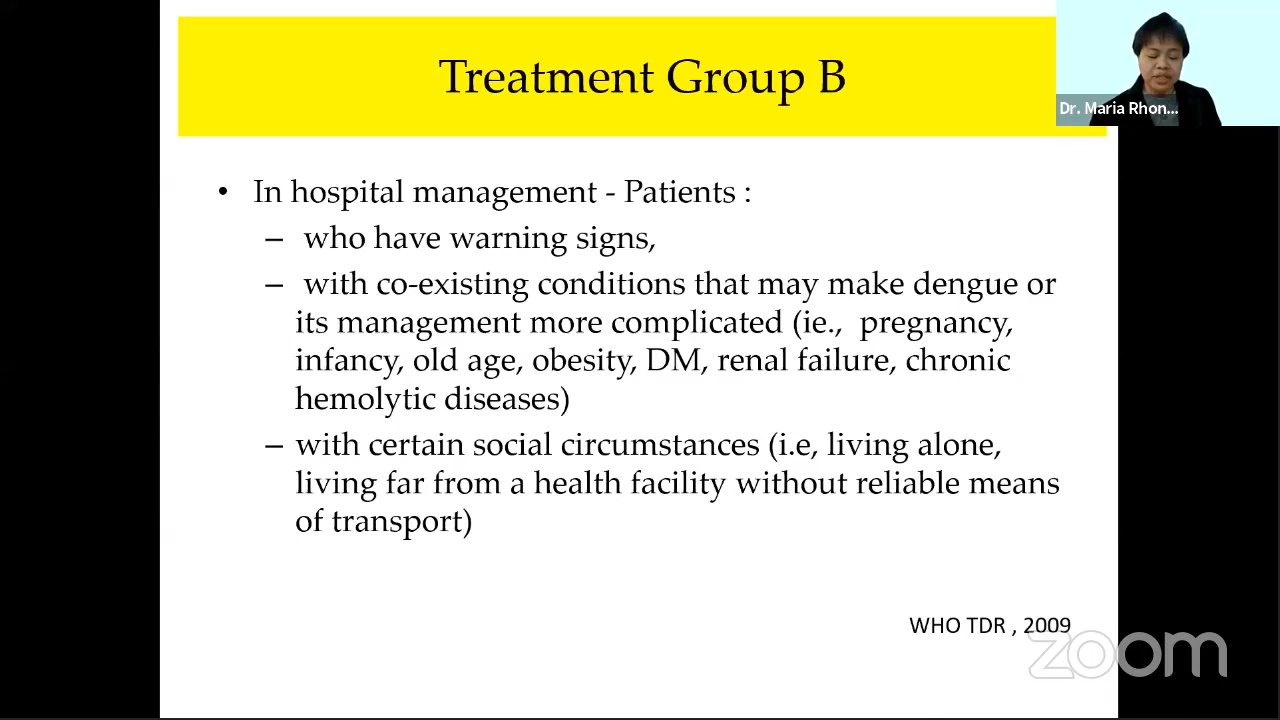 Treatment Group B
Dr. Maria Rhon...
• In hospital management - Patients :
– who have warning signs,
– with co-existing conditions that may make dengue or
its management more complicated (ie., pregnancy,
infancy, old age, obesity, DM, renal failure, chronic
hemolytic diseases)
– with certain social circumstances (i.e, living alone,
living far from a health facility without reliable means
of transport)
WHO TDR , 2009
zoom